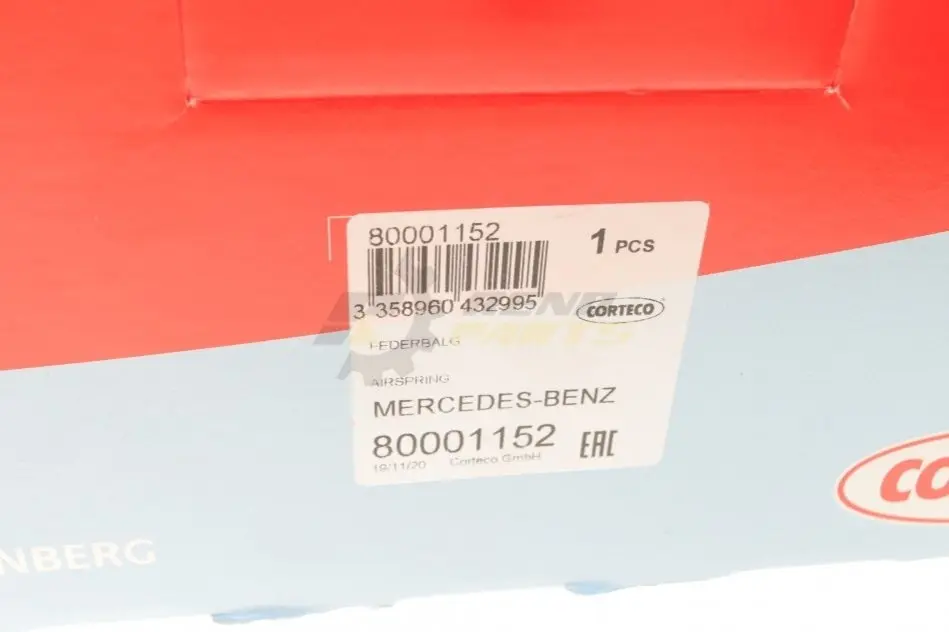 80001152
1 PCS
3 358960 432995
CORTECO
FEDERBALG
AIRSPRING
MERCEDES-BENZ
80001152
EAC
19/11/20 Corteco GmbH
CO
NBERG